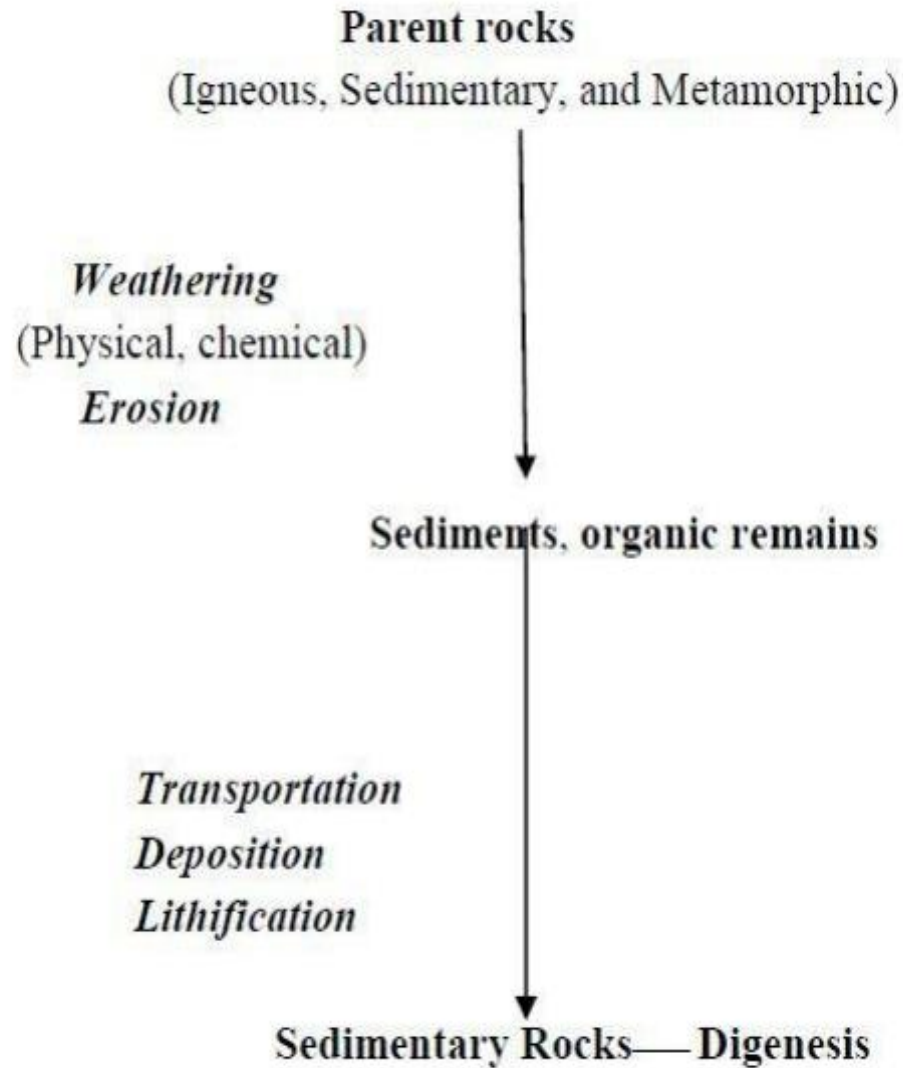 Parent rocks
(Igneous, Sedimentary, and Metamorphic)
Weathering
(Physical, chemical)
Erosion
Sediments, organic remains
Transportation
Deposition
Lithification
Sedimentary Rocks — Digenesis